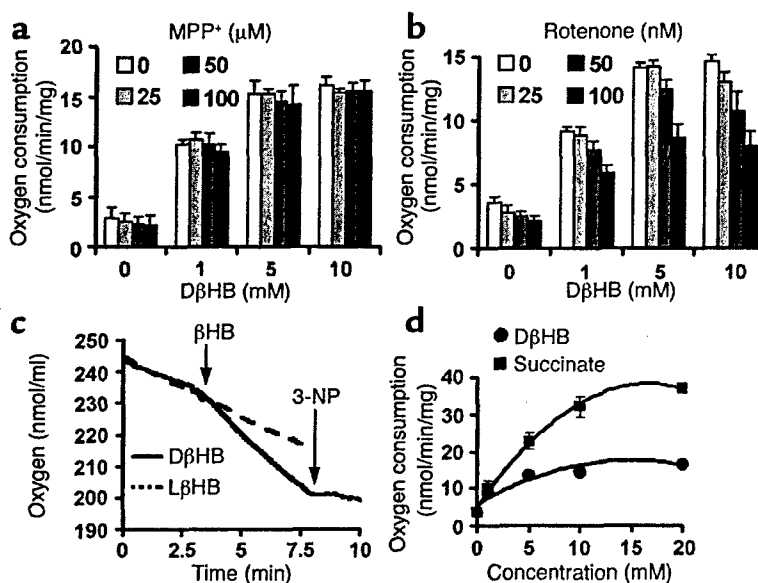 a
MPP⁺ (μM)
0 50
25 100
Oxygen consumption
(nmol/min/mg)
20
15
10
5
0
0 1 5 10
DβHB (mM)
b
Rotenone (nM)
0 50
25 100
Oxygen consumption
(nmol/min/mg)
15
10
5
0
0 1 5 10
DβHB (mM)
c
βHB
3-NP
DβHB
LβHB
Oxygen (nmol/ml)
250
240
230
220
210
200
190
0 2.5 5 7.5 10
Time (min)
d
DβHB
Succinate
Oxygen consumption
(nmol/min/mg)
40
30
20
10
0
0 5 10 15 20
Concentration (mM)